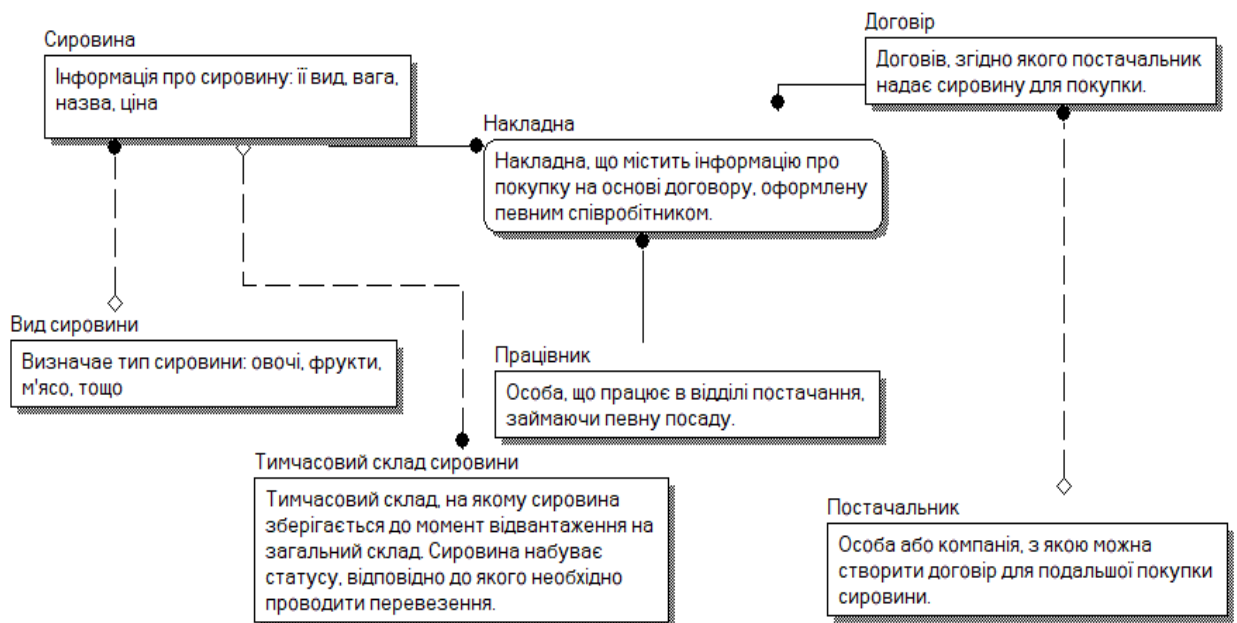 Сировина
Інформація про сировину: її вид, вага,
назва, ціна
Договір
Договів, згідно якого постачальник
надає сировину для покупки.
Накладна
Накладна, що містить інформацію про
покупку на основі договору, оформлену
певним співробітником.
Вид сировини
Визначае тип сировини: овочі, фрукти,
м'ясо, тощо
Працівник
Особа, що працює в відділі постачання,
займаючи певну посаду.
Тимчасовий склад сировини
Тимчасовий склад, на якому сировина
зберігається до момент відвантаження на
загальний склад. Сировина набуває
статусу, відповідно до якого необхідно
проводити перевезення.
Постачальник
Особа або компанія, з якою можна
створити договір для подальшої покупки
сировини.